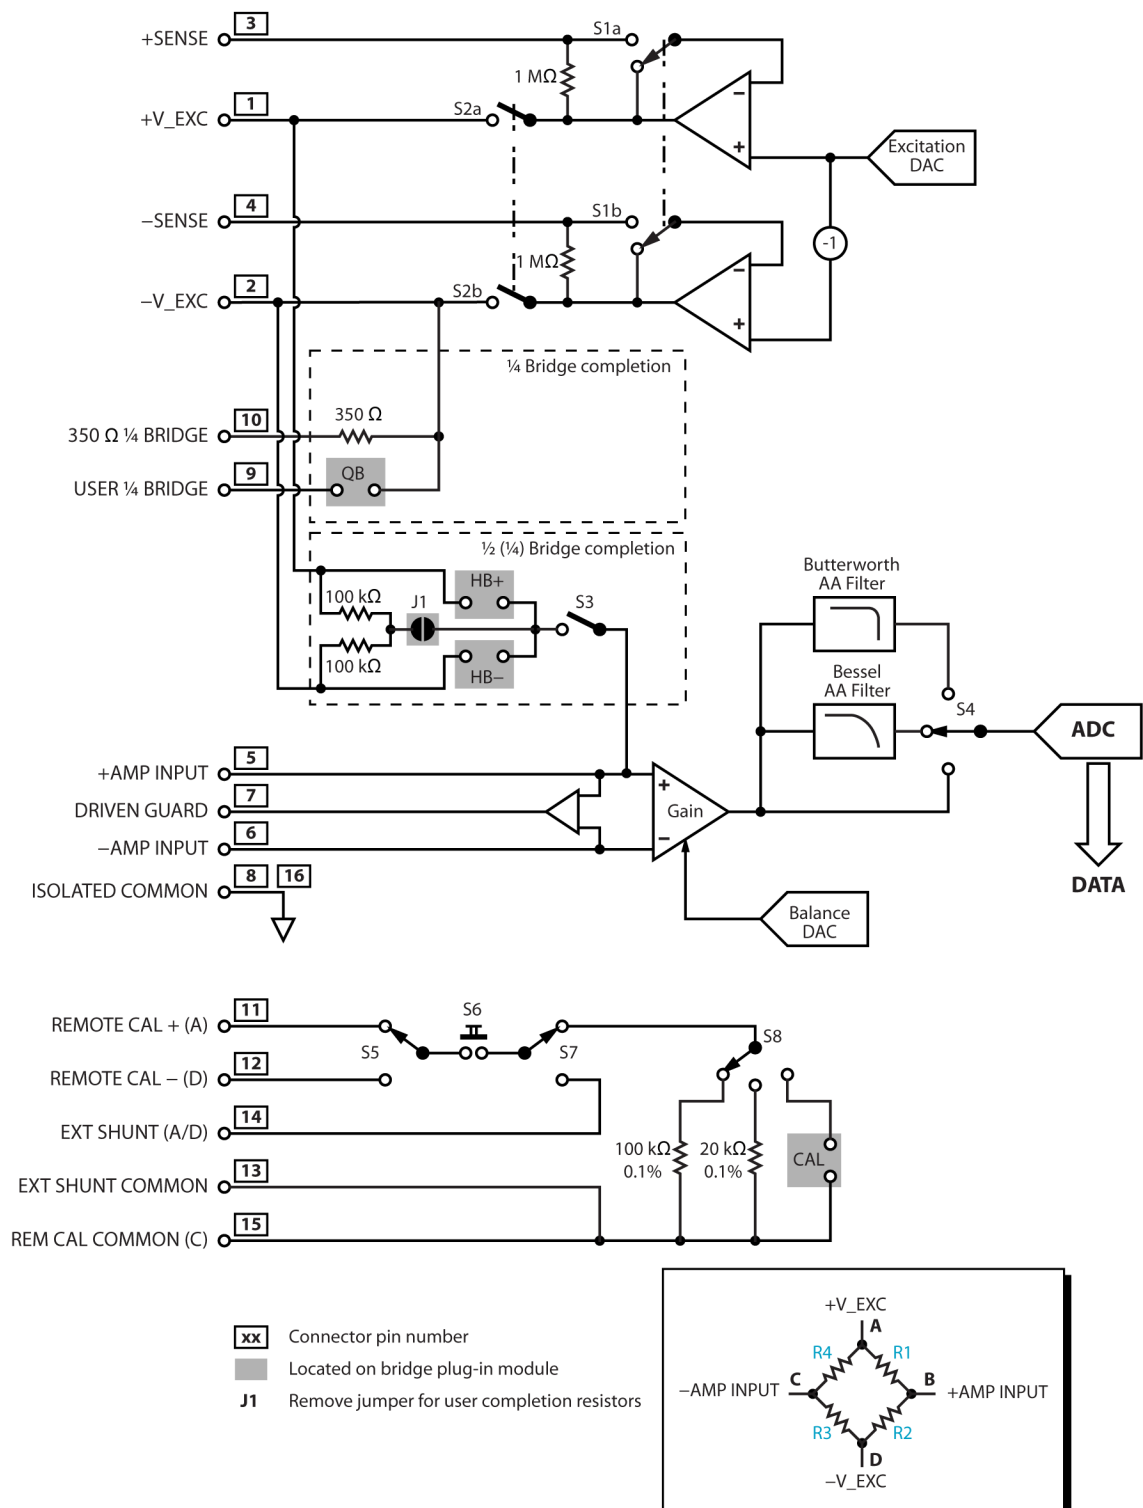 3
+SENSE
S1a
1 MΩ
1
S2a
+V_EXC
−
+
Excitation
DAC
4
−SENSE
S1b
-1
1 MΩ
2
S2b
−V_EXC
−
+
¼ Bridge completion
10
350 Ω
350 Ω ¼ BRIDGE
9
QB
USER ¼ BRIDGE
½ (¼) Bridge completion
Butterworth
AA Filter
HB+
100 kΩ
J1
S3
100 kΩ
HB−
Bessel
AA Filter
S4
ADC
5
+AMP INPUT
+
7
DRIVEN GUARD
Gain
6
−AMP INPUT
−
8
16
ISOLATED COMMON
DATA
Balance
DAC
11
S6
REMOTE CAL + (A)
S5
S7
S8
12
REMOTE CAL − (D)
14
EXT SHUNT (A/D)
100 kΩ
0.1%
20 kΩ
0.1%
CAL
13
EXT SHUNT COMMON
15
REM CAL COMMON (C)
xx Connector pin number
Located on bridge plug-in module
J1 Remove jumper for user completion resistors
+V_EXC
A
R4
R1
−AMP INPUT
C
B
+AMP INPUT
R3
R2
D
−V_EXC